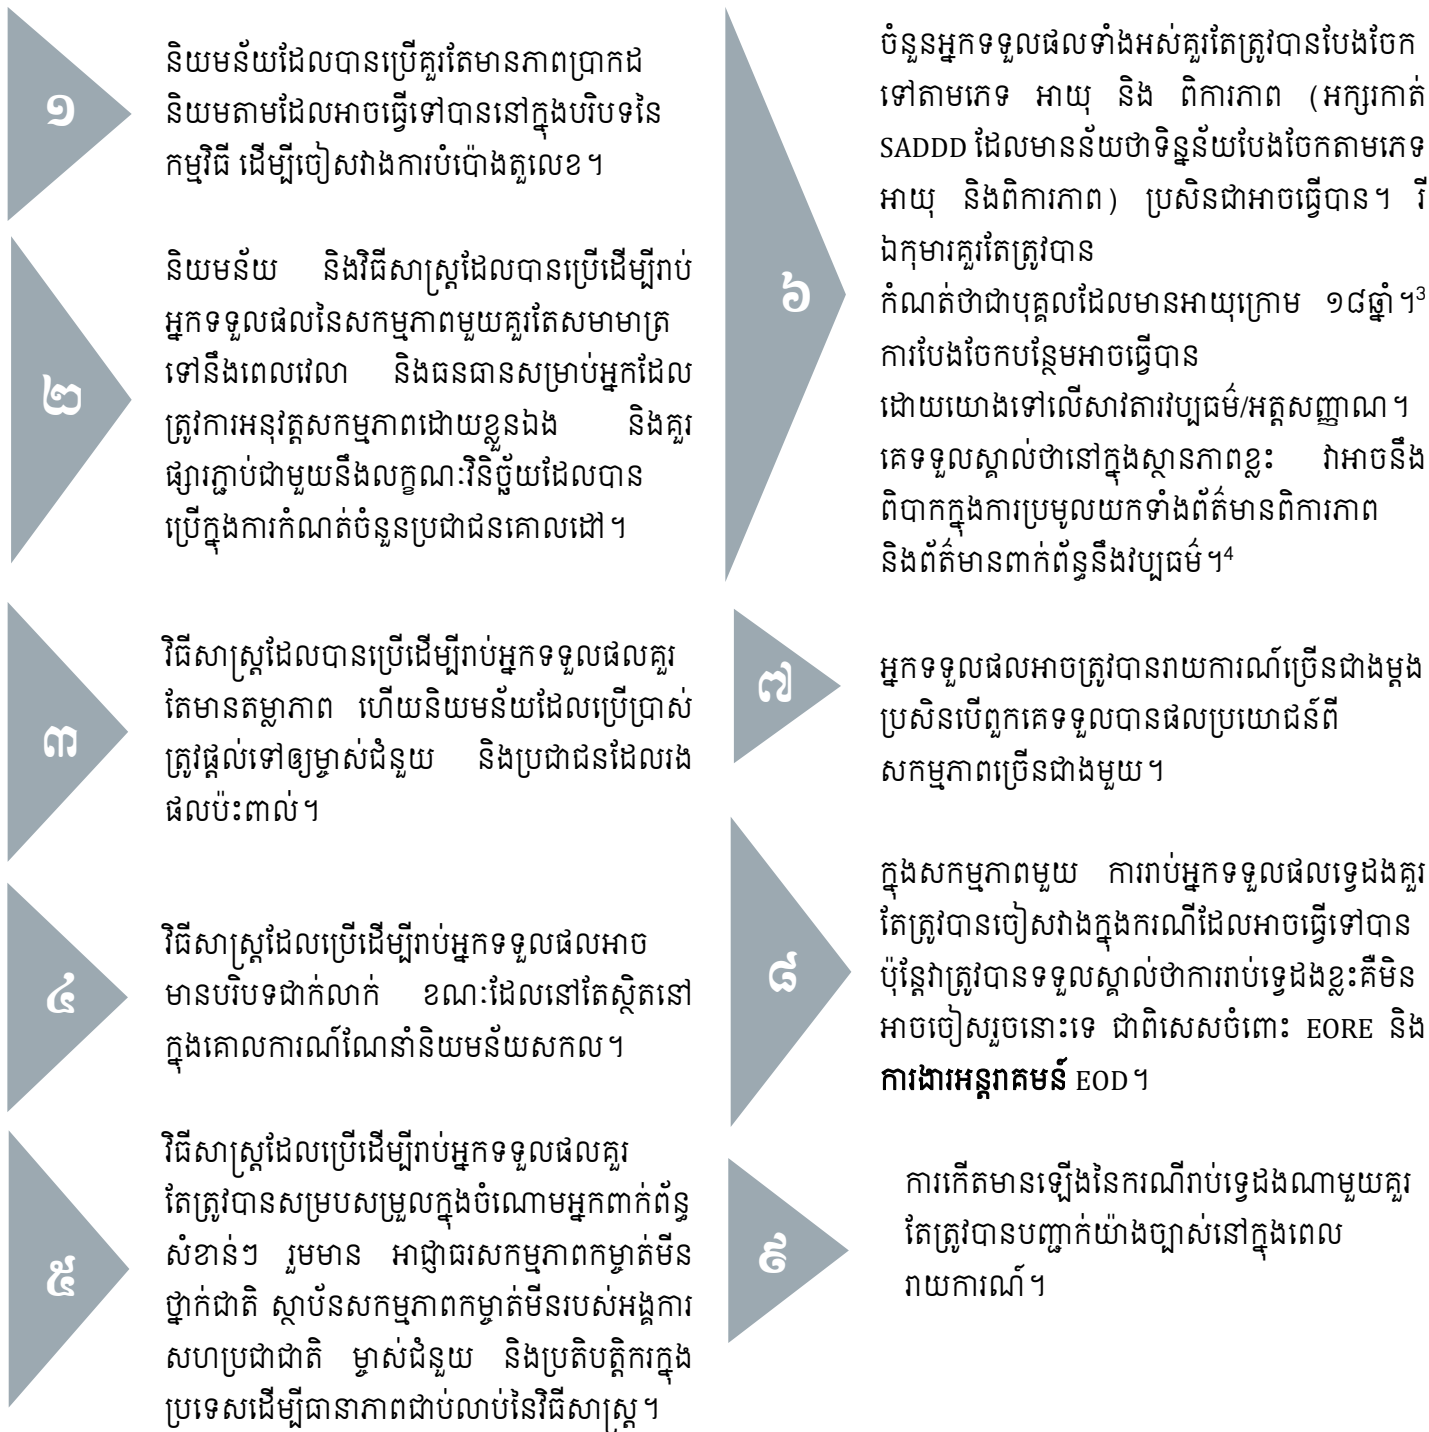 ១
និយមន័យដែលបានប្រើគួរតែមានភាពប្រាកដ
និយមតាមដែលអាចធ្វើទៅបាននៅក្នុងបរិបទនៃ
កម្មវិធី ដើម្បីចៀសវាងការបំប៉ោងតួលេខ។
២
និយមន័យ និងវិធីសាស្ត្រដែលបានប្រើដើម្បីរាប់
អ្នកទទួលផលនៃសកម្មភាពមួយគួរតែសមាមាត្រ
ទៅនឹងពេលវេលា និងធនធានសម្រាប់អ្នកដែល
ត្រូវការអនុវត្តសកម្មភាពដោយខ្លួនឯង និងគួរ
ផ្សារភ្ជាប់ជាមួយនឹងលក្ខណៈវិនិច្ឆ័យដែលបាន
ប្រើក្នុងការកំណត់ចំនួនប្រជាជនគោលដៅ។
៣
វិធីសាស្ត្រដែលបានប្រើដើម្បីរាប់អ្នកទទួលផលគួរ
តែមានតម្លាភាព ហើយនិយមន័យដែលប្រើប្រាស់
ត្រូវផ្តល់ទៅឲ្យម្ចាស់ជំនួយ និងប្រជាជនដែលរង
ផលប៉ះពាល់។
៤
វិធីសាស្ត្រដែលប្រើដើម្បីរាប់អ្នកទទួលផលអាច
មានបរិបទជាក់លាក់ ខណៈដែលនៅតែស្ថិតនៅ
ក្នុងគោលការណ៍ណែនាំនិយមន័យសកល។
៥
វិធីសាស្ត្រដែលប្រើដើម្បីរាប់អ្នកទទួលផលគួរ
តែត្រូវបានសម្របសម្រួលក្នុងចំណោមអ្នកពាក់ព័ន្ធ
សំខាន់ៗ រួមមាន អាជ្ញាធរសកម្មភាពកម្ចាត់មីន
ថ្នាក់ជាតិ ស្ថាប័នសកម្មភាពកម្ចាត់មីនរបស់អង្គការ
សហប្រជាជាតិ ម្ចាស់ជំនួយ និងប្រតិបត្តិករក្នុង
ប្រទេសដើម្បីធានាភាពជាប់លាប់នៃវិធីសាស្ត្រ។
៦
ចំនួនអ្នកទទួលផលទាំងអស់គួរតែត្រូវបានបែងចែក
ទៅតាមភេទ អាយុ និង ពិការភាព (អក្សរកាត់
SADDD ដែលមានន័យថាទិន្នន័យបែងចែកតាមភេទ
អាយុ និងពិការភាព) ប្រសិនជាអាចធ្វើបាន។ រី
ឯកុមារគួរតែត្រូវបាន
កំណត់ថាជាបុគ្គលដែលមានអាយុក្រោម ១៨ឆ្នាំ។3
ការបែងចែកបន្ថែមអាចធ្វើបាន
ដោយយោងទៅលើសាវតារវប្បធម៌/អត្តសញ្ញាណ។
គេទទួលស្គាល់ថានៅក្នុងស្ថានភាពខ្លះ វាអាចនឹង
ពិបាកក្នុងការប្រមូលយកទាំងព័ត៌មានពិការភាព
និងព័ត៌មានពាក់ព័ន្ធនឹងវប្បធម៌។4
៧
អ្នកទទួលផលអាចត្រូវបានរាយការណ៍ច្រើនជាងម្តង
ប្រសិនបើពួកគេទទួលបានផលប្រយោជន៍ពី
សកម្មភាពច្រើនជាងមួយ។
៨
ក្នុងសកម្មភាពមួយ ការរាប់អ្នកទទួលផលទ្វេដងគួរ
តែត្រូវបានចៀសវាងក្នុងករណីដែលអាចធ្វើទៅបាន
ប៉ុន្តែវាត្រូវបានទទួលស្គាល់ថាការរាប់ទ្វេដងខ្លះគឺមិន
អាចចៀសរួចនោះទេ ជាពិសេសចំពោះ EORE និង
ការងារអន្តរាគមន៍ EOD។
៩
ការកើតមានឡើងនៃករណីរាប់ទ្វេដងណាមួយគួរ
តែត្រូវបានបញ្ជាក់យ៉ាងច្បាស់នៅក្នុងពេល
រាយការណ៍។